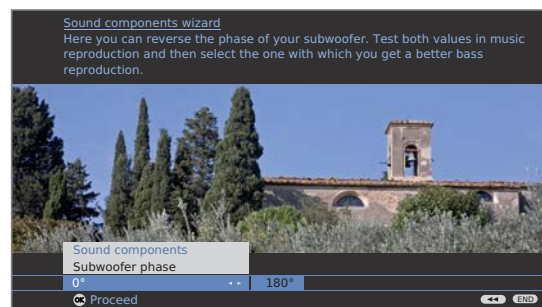 Sound components wizard
Here you can reverse the phase of your subwoofer. Test both values in music
reproduction and then select the one with which you get a better bass
reproduction.
Sound components
Subwoofer phase
0° 180°
OK Proceed END